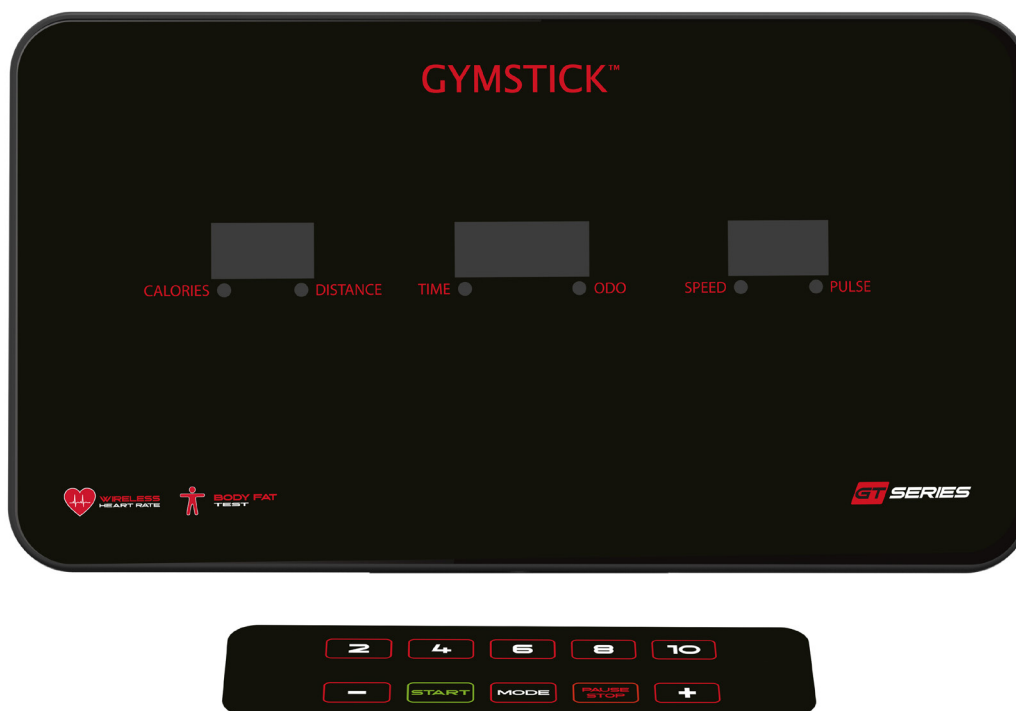 GYMSTICK™
CALORIES DISTANCE TIME ODO SPEED PULSE
WIRELESS
HEART RATE
BODY FAT
TEST
GT SERIES
2 4 6 8 10
- START MODE PAUSE STOP +